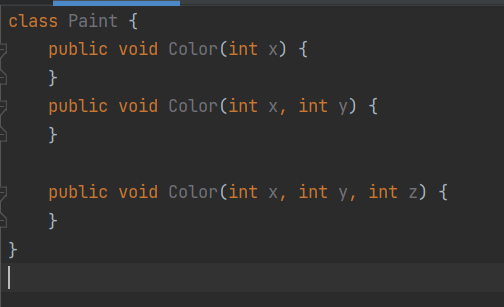 class Paint {
    public void Color(int x) {
    }
    public void Color(int x, int y) {
    }

    public void Color(int x, int y, int z) {
    }
}